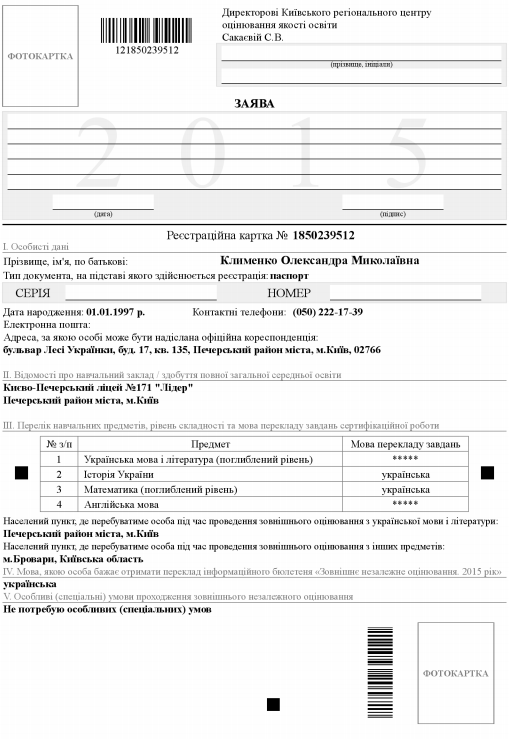 ФОТОКАРТКА
121850239512
Директорові Київського регіонального центру
оцінювання якості освіти
Сакаєвій С.В.
(прізвище, ініціали)
ЗАЯВА
2015
(дата)
(підпис)
Реєстраційна картка № 1850239512
І. Особисті дані
Прізвище, ім'я, по батькові: Клименко Олександра Миколаївна
Тип документа, на підставі якого здійснюється реєстрація: паспорт
СЕРІЯ НОМЕР
Дата народження: 01.01.1997 р. Контактні телефони: (050) 222-17-39
Електронна пошта:
Адреса, за якою особі може бути надіслана офіційна кореспонденція:
бульвар Лесі Українки, буд. 17, кв. 135, Печерський район міста, м.Київ, 02766
ІІ. Відомості про навчальний заклад / здобуття повної загальної середньої освіти
Києво-Печерський ліцей №171 "Лідер"
Печерський район міста, м.Київ
ІІІ. Перелік навчальних предметів, рівень складності та мова перекладу завдань сертифікаційної роботи
№ з/п Предмет Мова перекладу завдань
1 Українська мова і література (поглиблений рівень) *****
2 Історія України українська
3 Математика (поглиблений рівень) українська
4 Англійська мова *****
Населений пункт, де перебуватиме особа під час проведення зовнішнього оцінювання з української мови і літератури:
Печерський район міста, м.Київ
Населений пункт, де перебуватиме особа під час проведення зовнішнього оцінювання з інших предметів:
м.Бровари, Київська область
IV. Мова, якою особа бажає отримати переклад інформаційного бюлетеня «Зовнішнє незалежне оцінювання. 2015 рік»
українська
V. Особливі (спеціальні) умови проходження зовнішнього незалежного оцінювання
Не потребую особливих (спеціальних) умов
ФОТОКАРТКА